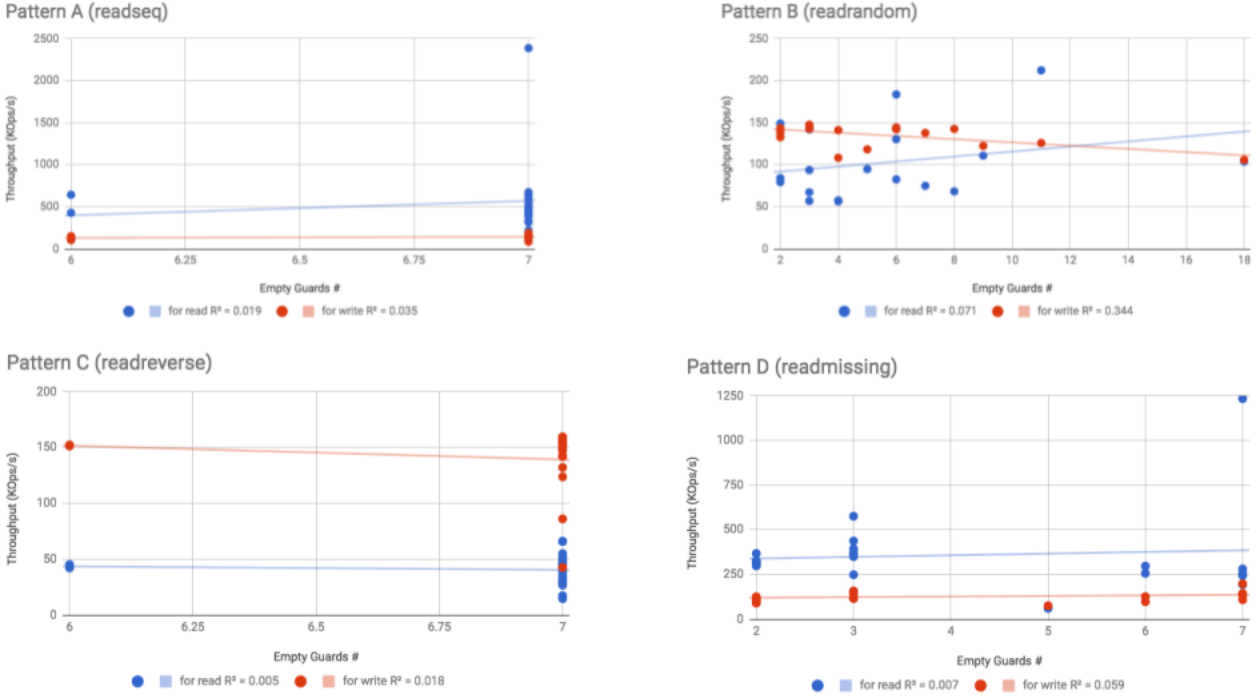 Pattern A (readseq)
2500
2000
1500
1000
500
0
Throughput (KOps/s)
6 6.25 6.5 6.75 7
Empty Guards #
for read R² = 0.019 for write R² = 0.035
Pattern B (readrandom)
250
200
150
100
50
0
Throughput (KOps/s)
2 4 6 8 10 12 14 16 18
Empty Guards #
for read R² = 0.071 for write R² = 0.344
Pattern C (readreverse)
200
150
100
50
0
Throughput (KOps/s)
6 6.25 6.5 6.75 7
Empty Guards #
for read R² = 0.005 for write R² = 0.018
Pattern D (readmissing)
1250
1000
750
500
250
0
Throughput (KOps/s)
2 3 4 5 6 7
Empty Guards #
for read R² = 0.007 for write R² = 0.059